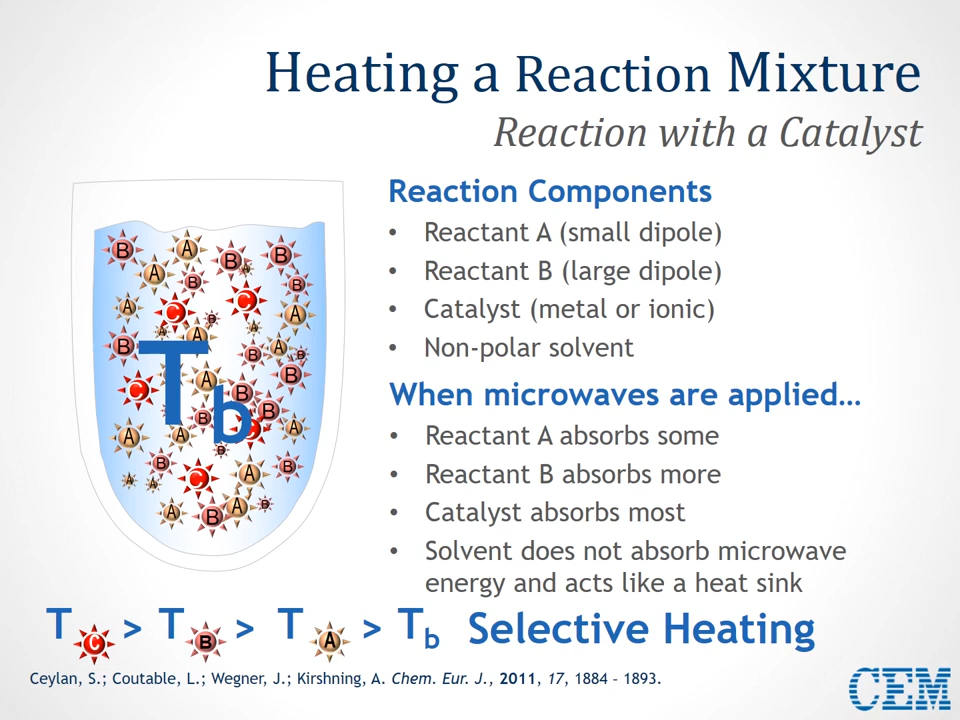 Heating a Reaction Mixture
Reaction with a Catalyst
Reaction Components
• Reactant A (small dipole)
• Reactant B (large dipole)
• Catalyst (metal or ionic)
• Non-polar solvent
When microwaves are applied…
• Reactant A absorbs some
• Reactant B absorbs more
• Catalyst absorbs most
• Solvent does not absorb microwave
energy and acts like a heat sink
B A B B
A B A B
A C C A
B A A
B A B B
B
T b
C A B
B B
C A
A A B
B C A B
A A
A B A B
T C > T B > T A > Tb Selective Heating
Ceylan, S.; Coutable, L.; Wegner, J.; Kirshning, A. Chem. Eur. J., 2011, 17, 1884 – 1893.
CEM